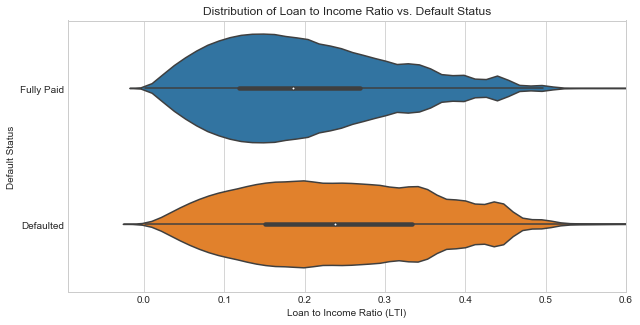 Distribution of Loan to Income Ratio vs. Default Status
Default Status
Fully Paid
Defaulted
0.0 0.1 0.2 0.3 0.4 0.5 0.6
Loan to Income Ratio (LTI)